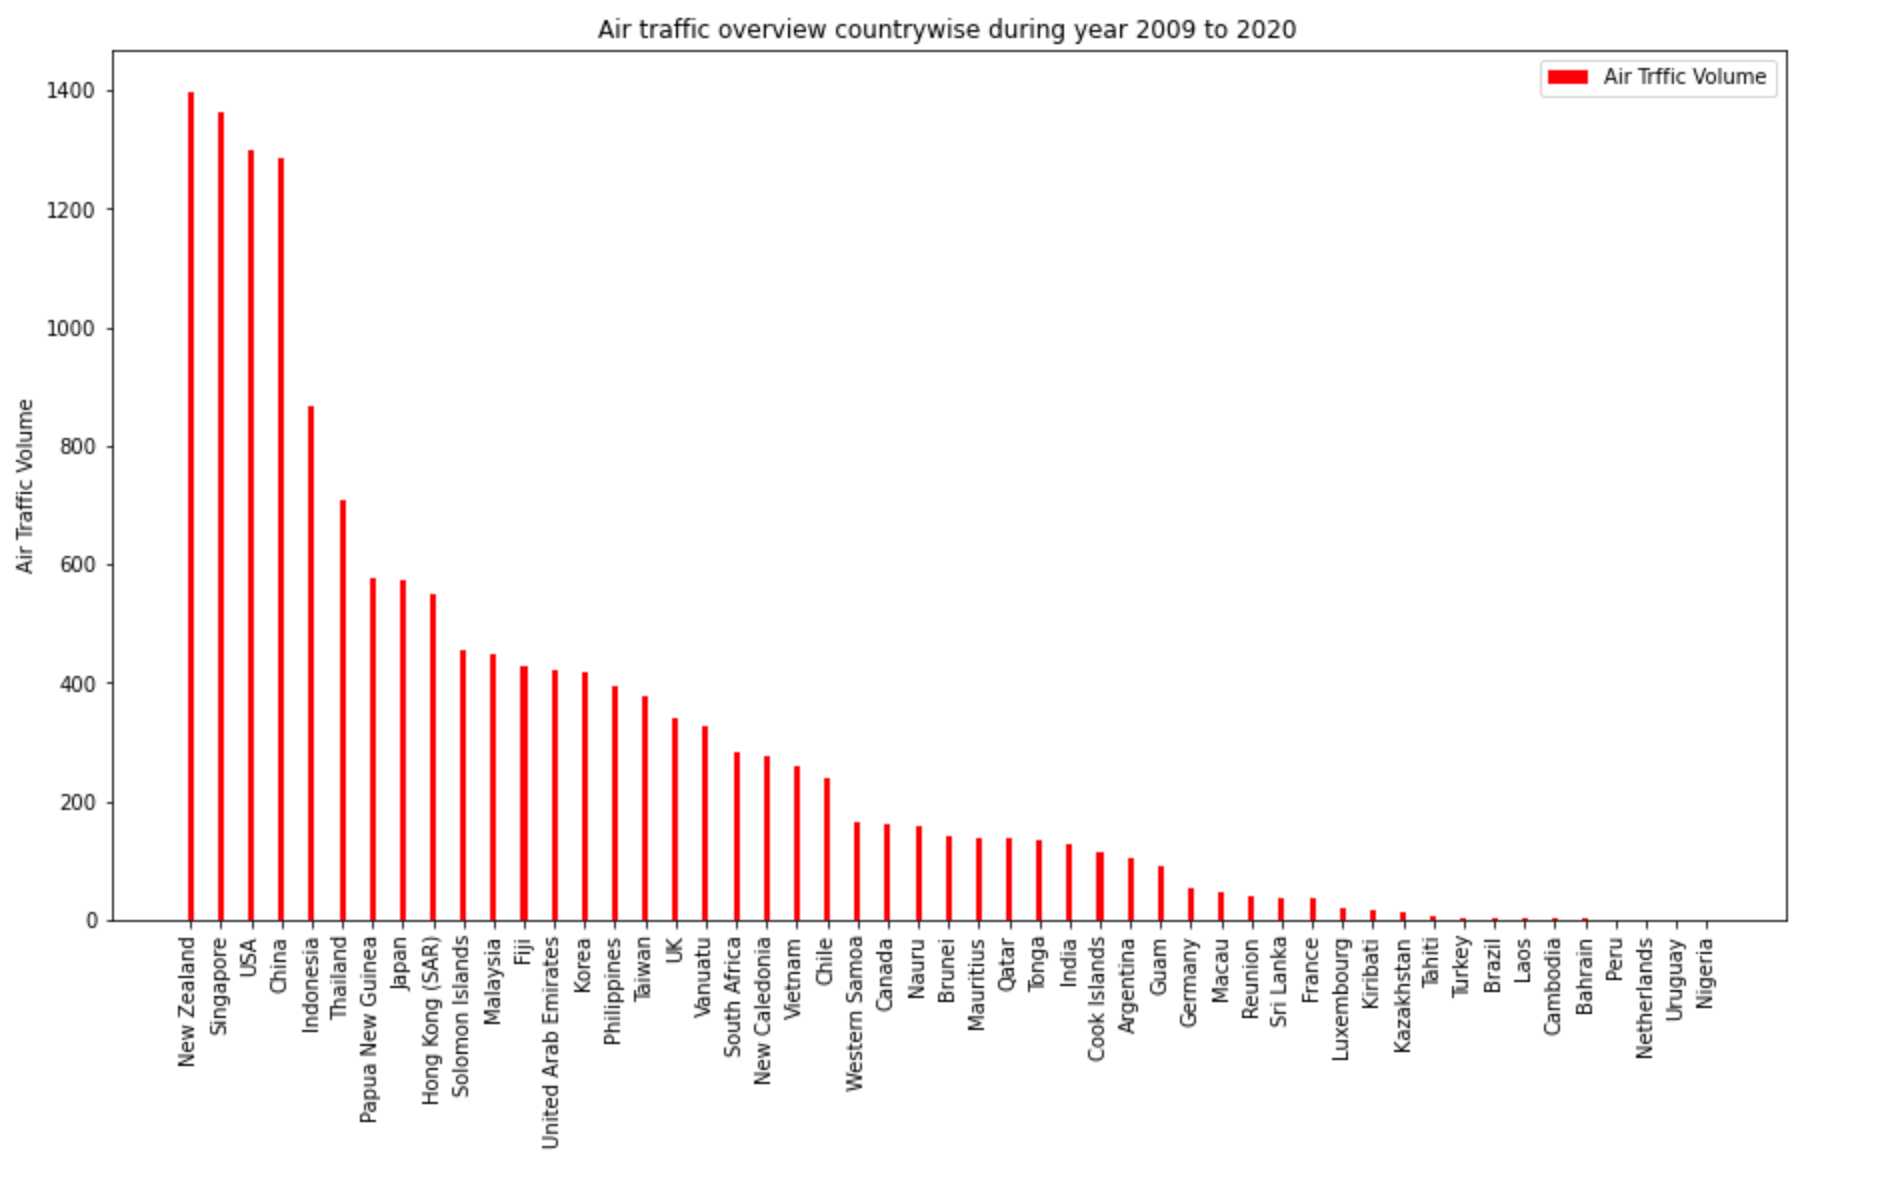 Air traffic overview countrywise during year 2009 to 2020
Air Trffic Volume
1400
1200
1000
800
600
400
200
0
Air Traffic Volume
New Zealand
Singapore
USA
China
Indonesia
Thailand
Papua New Guinea
Japan
Hong Kong (SAR)
Solomon Islands
Malaysia
Fiji
United Arab Emirates
Korea
Philippines
Taiwan
UK
Vanuatu
South Africa
New Caledonia
Vietnam
Chile
Western Samoa
Canada
Nauru
Brunei
Mauritius
Qatar
Tonga
India
Cook Islands
Argentina
Guam
Germany
Macau
Reunion
Sri Lanka
France
Luxembourg
Kiribati
Kazakhstan
Tahiti
Turkey
Brazil
Laos
Cambodia
Bahrain
Peru
Netherlands
Uruguay
Nigeria